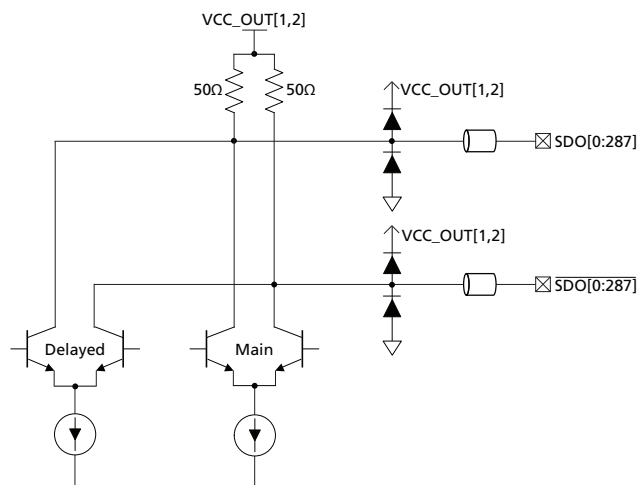 VCC_OUT[1,2]
50Ω
50Ω
VCC_OUT[1,2]
SDO[0:287]
VCC_OUT[1,2]
SDO[0:287]
Delayed
Main